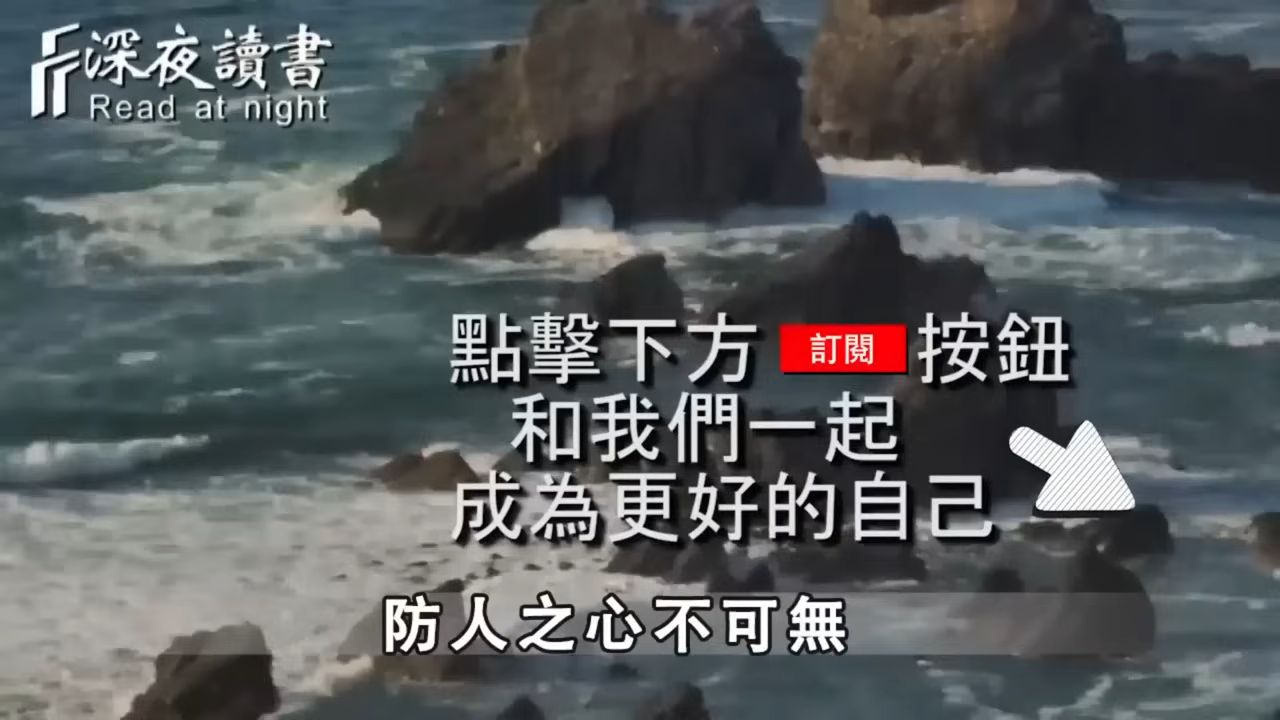 深夜讀書
Read at night
點擊下方 訂閱 按鈕
和我們一起
成為更好的自己
防人之心不可無